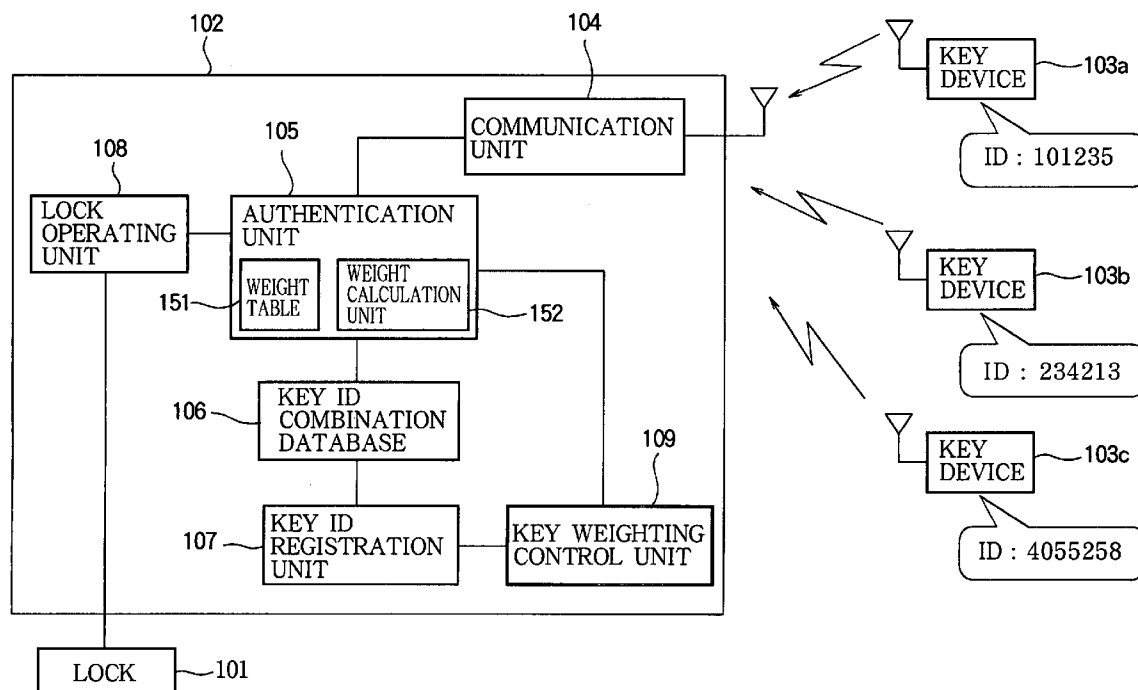 102
104
COMMUNICATION
UNIT
KEY
DEVICE
103a
ID : 101235
108
LOCK
OPERATING
UNIT
105
AUTHENTICATION
UNIT
151
WEIGHT
TABLE
WEIGHT
CALCULATION
UNIT
152
KEY
DEVICE
103b
ID : 234213
106
KEY ID
COMBINATION
DATABASE
109
KEY
DEVICE
103c
ID : 4055258
107
KEY ID
REGISTRATION
UNIT
KEY WEIGHTING
CONTROL UNIT
LOCK
101